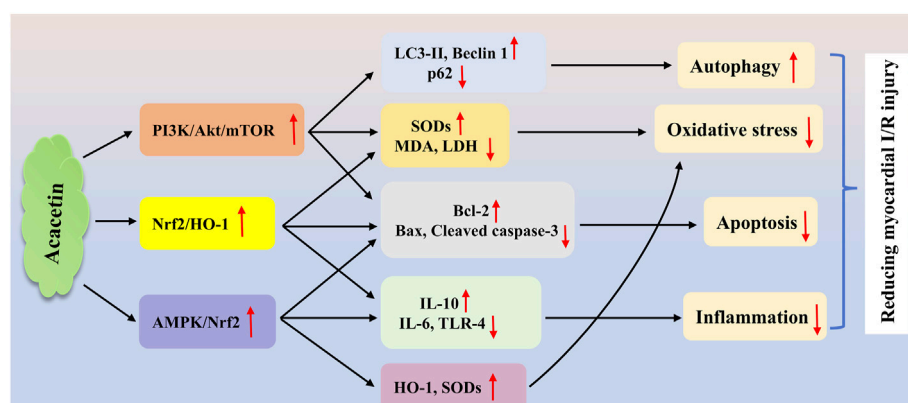 Acacetin
PI3K/Akt/mTOR
Nrf2/HO-1
AMPK/Nrf2
LC3-II, Beclin 1
p62
SODs
MDA, LDH
Bcl-2
Bax, Cleaved caspase-3
IL-10
IL-6, TLR-4
HO-1, SODs
Autophagy
Oxidative stress
Apoptosis
Inflammation
Reducing myocardial I/R injury